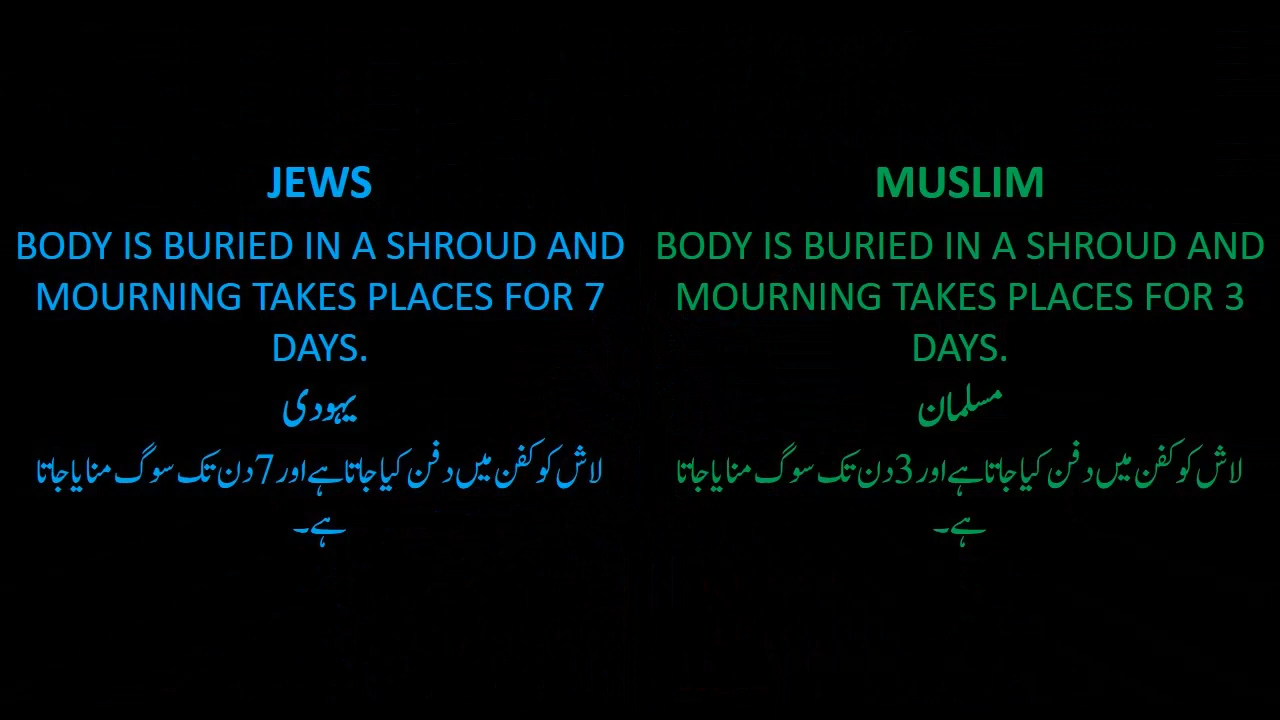 JEWS
BODY IS BURIED IN A SHROUD AND
MOURNING TAKES PLACES FOR 7
DAYS.
یہودی
لاش کو کفن میں دفن کیا جاتا ہے اور 7 دن تک سوگ منایا جاتا
ہے۔
MUSLIM
BODY IS BURIED IN A SHROUD AND
MOURNING TAKES PLACES FOR 3
DAYS.
مسلمان
لاش کو کفن میں دفن کیا جاتا ہے اور 3 دن تک سوگ منایا جاتا
ہے۔